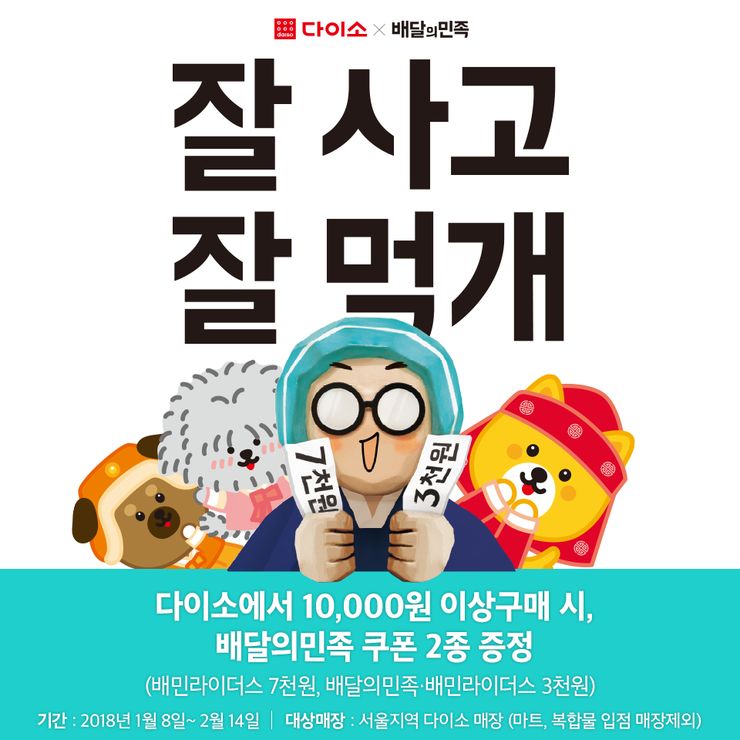 daiso 다이소 × 배달의민족
잘 사고
잘 먹개
7천원 3천원
다이소에서 10,000원 이상구매 시,
배달의민족 쿠폰 2종 증정
(배민라이더스 7천원, 배달의민족·배민라이더스 3천원)
기간 : 2018년 1월 8일~ 2월 14일 | 대상매장 : 서울지역 다이소 매장 (마트, 복합몰 입점 매장제외)